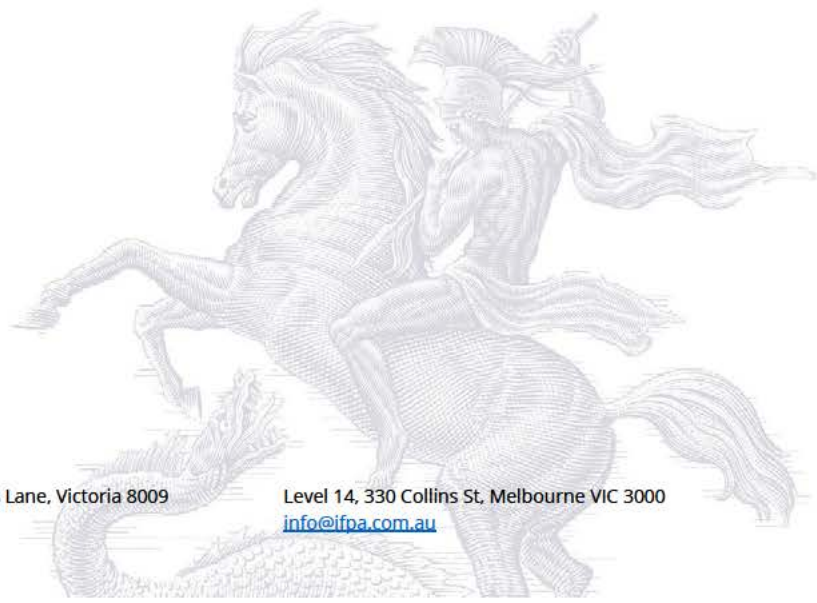 Lane, Victoria 8009
Level 14, 330 Collins St, Melbourne VIC 3000
info@ifpa.com.au